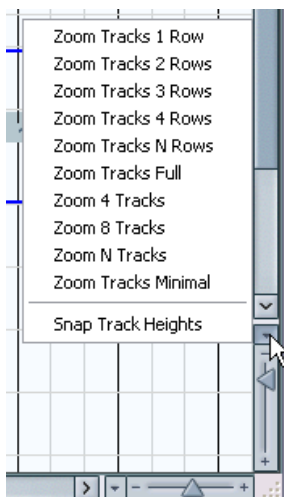 Zoom Tracks 1 Row
Zoom Tracks 2 Rows
Zoom Tracks 3 Rows
Zoom Tracks 4 Rows
Zoom Tracks N Rows
Zoom Tracks Full
Zoom 4 Tracks
Zoom 8 Tracks
Zoom N Tracks
Zoom Tracks Minimal
Snap Track Heights